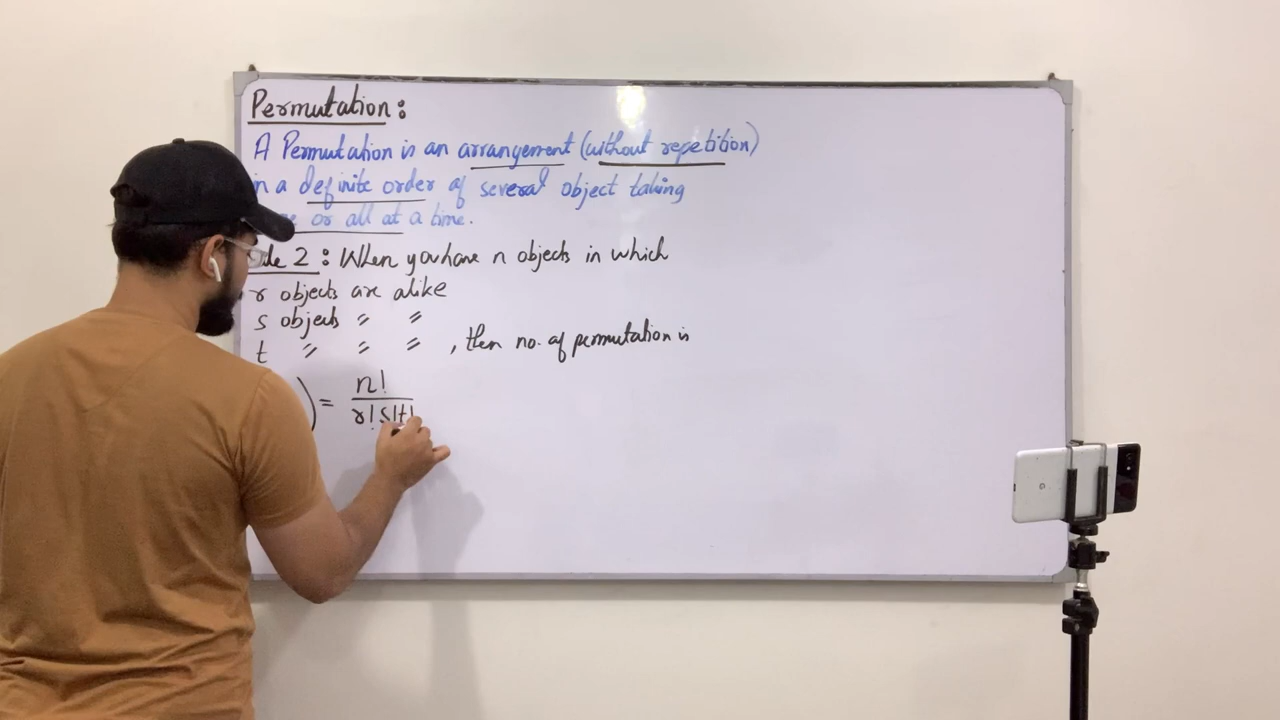 Permutation:
A Permutation is an arrangement (without repetition)
in a definite order of several object taking
or all at a time.
2: When you have n objects in which
r objects are alike
s objects 〃 〃
t 〃 〃 〃 , then no. of permutation is
) = n!
r! s! t!